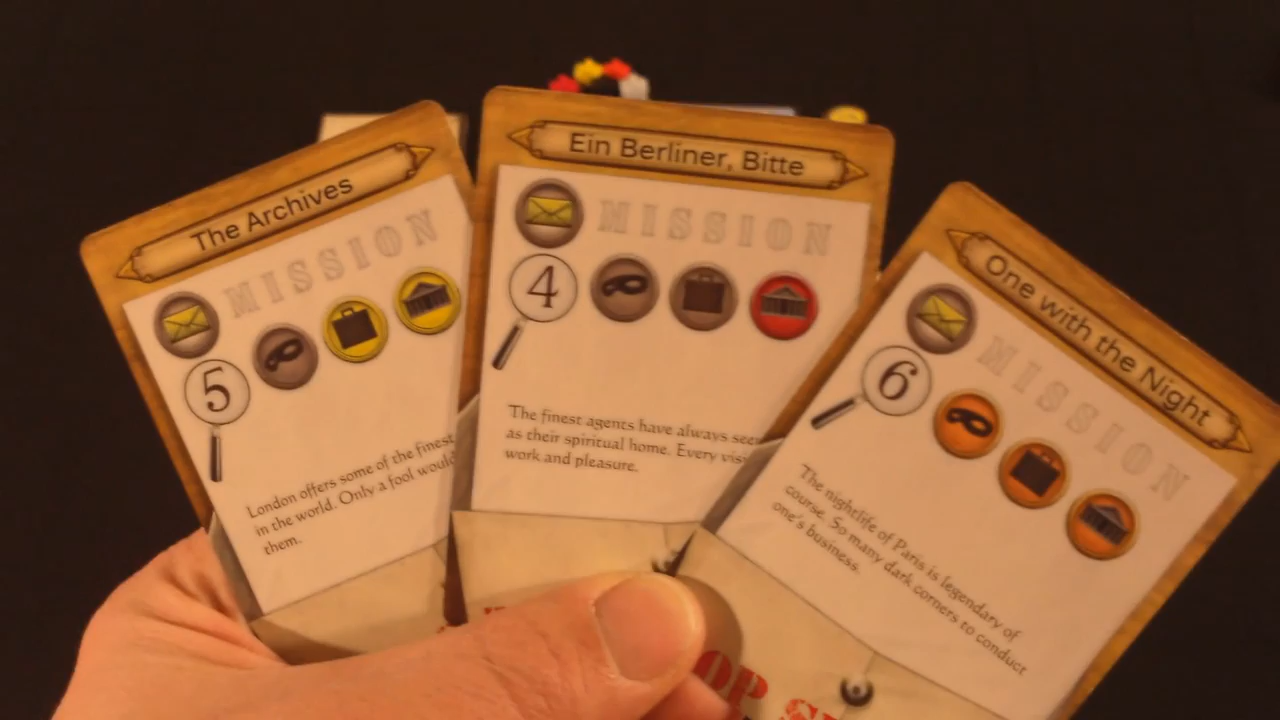 The Archives
MISSION
5
London offers some of the finest
in the world. Only a fool would
them.
Ein Berliner, Bitte
MISSION
4
The finest agents have always seen
as their spiritual home. Every
work and pleasure.
One with the Night
MISSION
6
The nightlife of Paris is legendary of
course. So many dark corners to conduct
one's business.